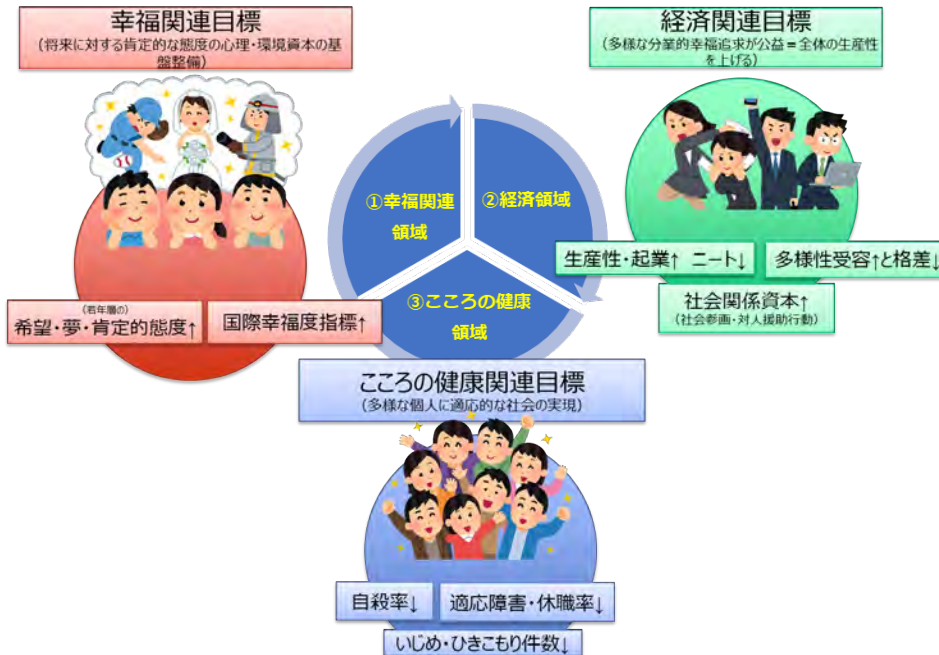 幸福関連目標
(将来に対する肯定的な態度の心理・環境資本の基
盤整備)
経済関連目標
(多様な分業的幸福追求が公益=全体の生産性
を上げる)
①幸福関連
領域
②経済領域
③こころの健康
領域
(若年層の)
希望・夢・肯定的態度↑
国際幸福度指標↑
生産性・起業↑ ニート↓
多様性受容↑と格差↓
社会関係資本↑
(社会参画・対人援助行動)
こころの健康関連目標
(多様な個人に適応的な社会の実現)
自殺率↓
適応障害・休職率↓
いじめ・ひきこもり件数↓